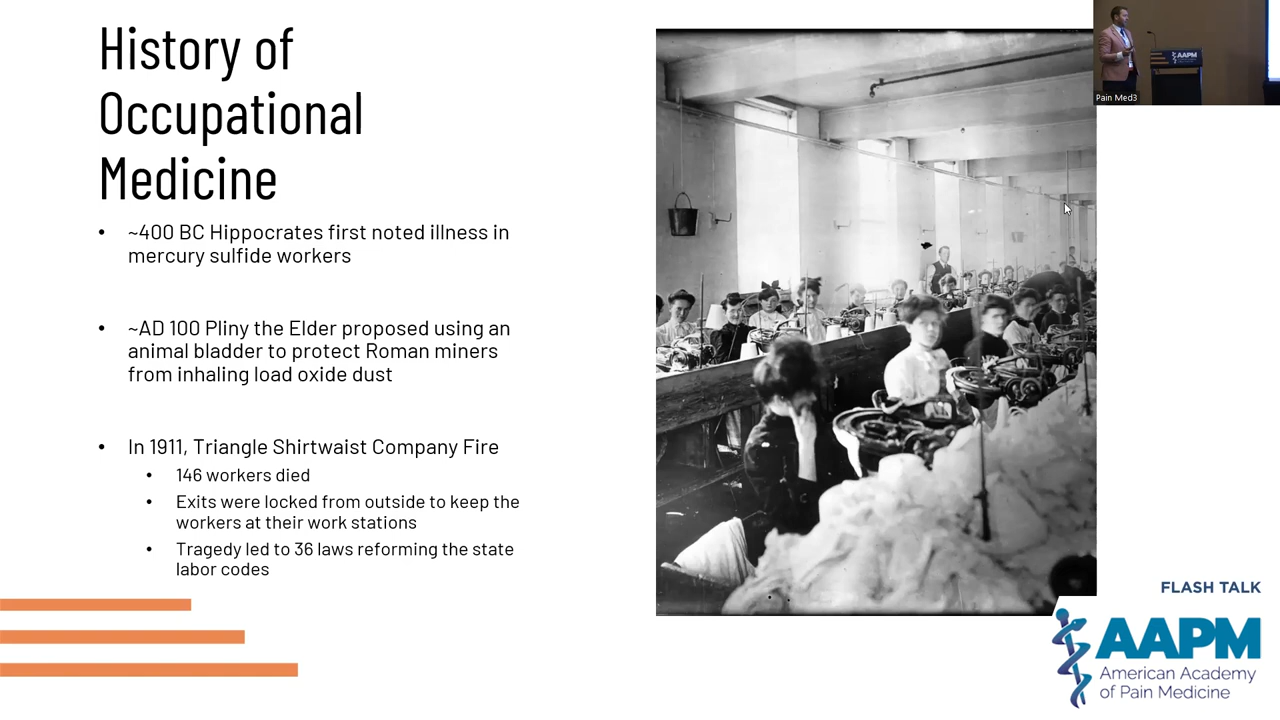 History of
Occupational
Medicine
• ~400 BC Hippocrates first noted illness in
mercury sulfide workers
• ~AD 100 Pliny the Elder proposed using an
animal bladder to protect Roman miners
from inhaling load oxide dust
• In 1911, Triangle Shirtwaist Company Fire
• 146 workers died
• Exits were locked from outside to keep the
workers at their work stations
• Tragedy led to 36 laws reforming the state
labor codes
AAPM
Pain Med3
FLASH TALK
AAPM
American Academy
of Pain Medicine